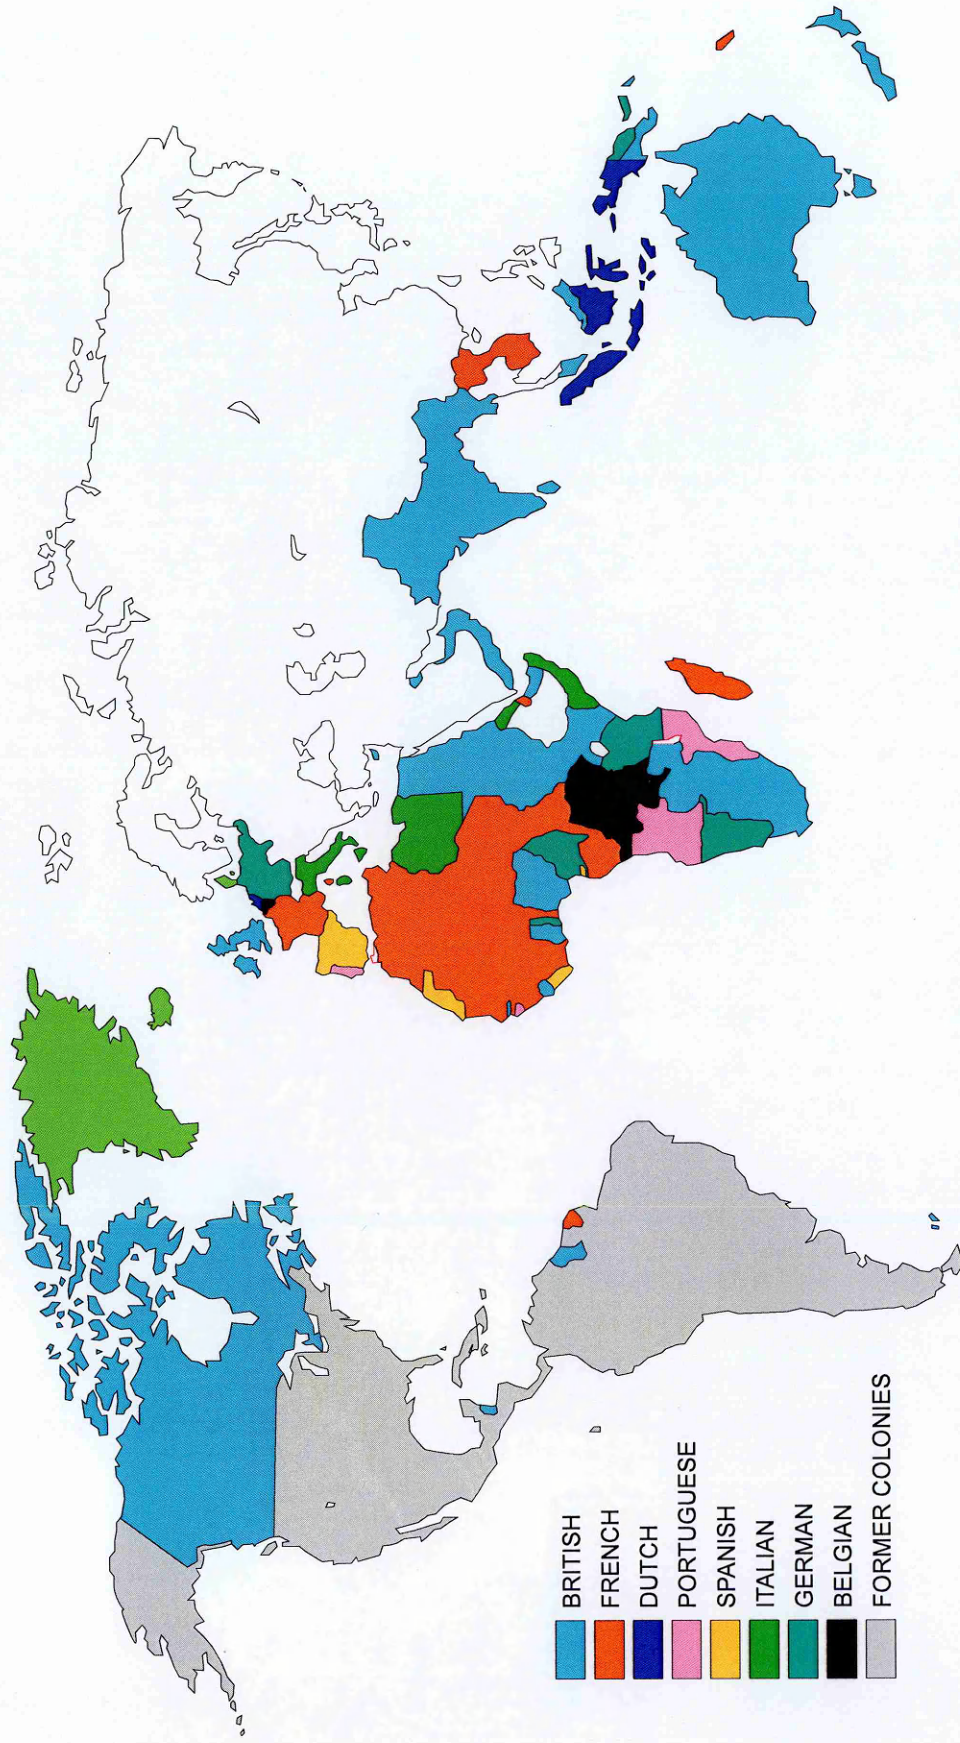 BRITISH
FRENCH
DUTCH
PORTUGUESE
SPANISH
ITALIAN
GERMAN
BELGIAN
FORMER COLONIES